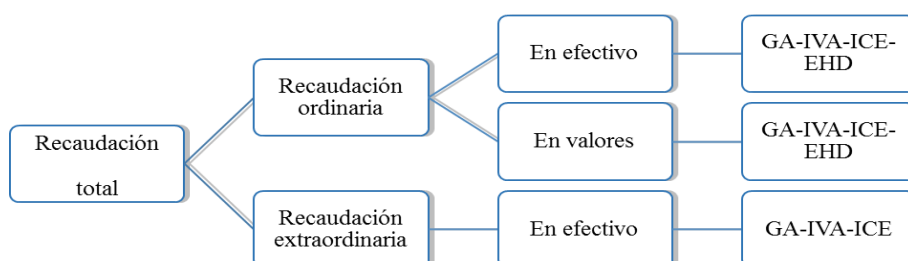 Recaudación
total
Recaudación
ordinaria
Recaudación
extraordinaria
En efectivo
En valores
En efectivo
GA-IVA-ICE-
EHD
GA-IVA-ICE-
EHD
GA-IVA-ICE